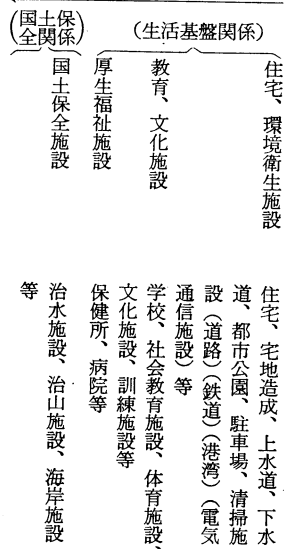 (生活基盤関係)
住宅、環境衛生施設
住宅、宅地造成、上水道、下水
道、都市公園、駐車場、清掃施
設（道路）（鉄道）（港湾）（電気
通信施設）等
教育、文化施設
学校、社会教育施設、体育施設、
文化施設、訓練施設等
厚生福祉施設
保健所、病院等
(国土保
全関係)
国土保全施設
治水施設、治山施設、海岸施設
等